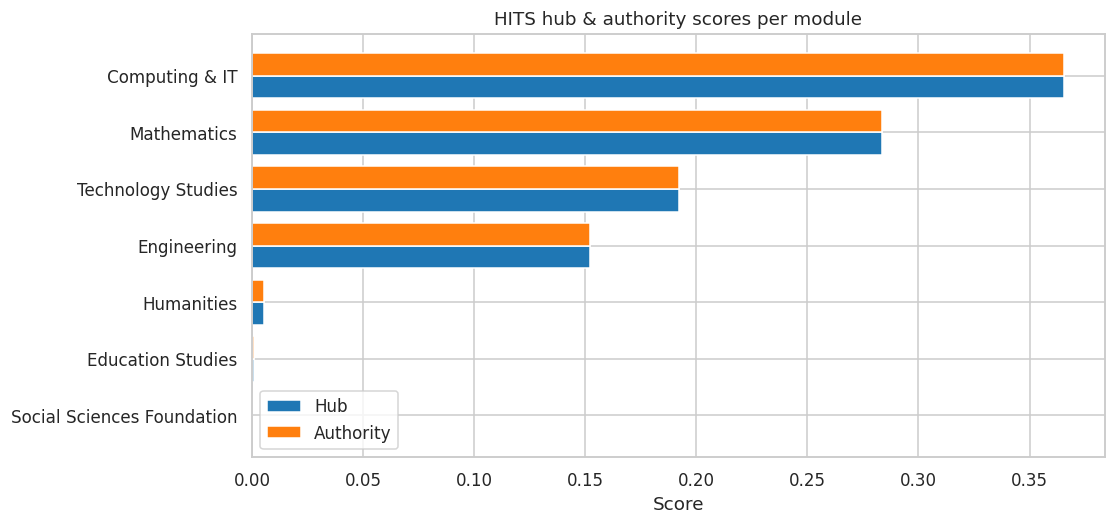 HITS hub & authority scores per module
Computing & IT
Mathematics
Technology Studies
Engineering
Humanities
Education Studies
Social Sciences Foundation
Hub
Authority
0.00 0.05 0.10 0.15 0.20 0.25 0.30 0.35
Score